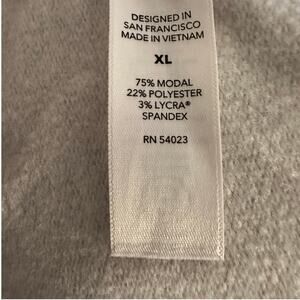 DESIGNED IN
SAN FRANCISCO
MADE IN VIETNAM
XL
75% MODAL
22% POLYESTER
3% LYCRA®
SPANDEX
RN 54023